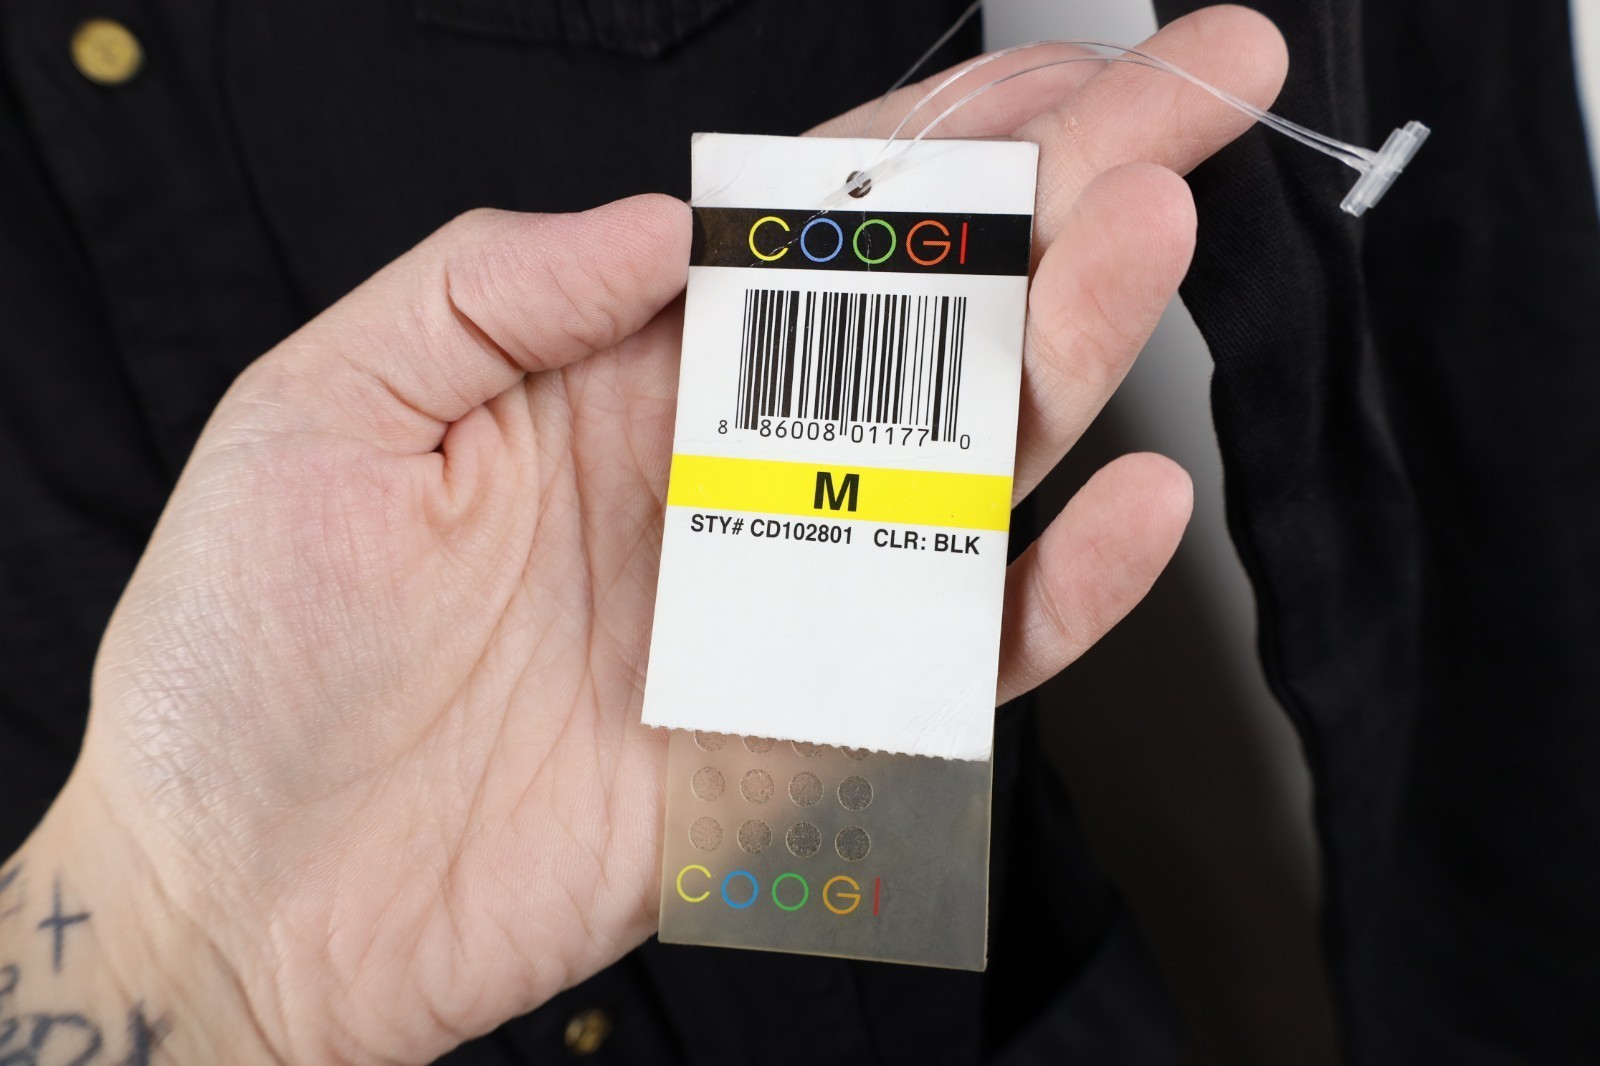 COOGI
8 86008 01177 0
M
STY# CD102801 CLR: BLK
COOGI